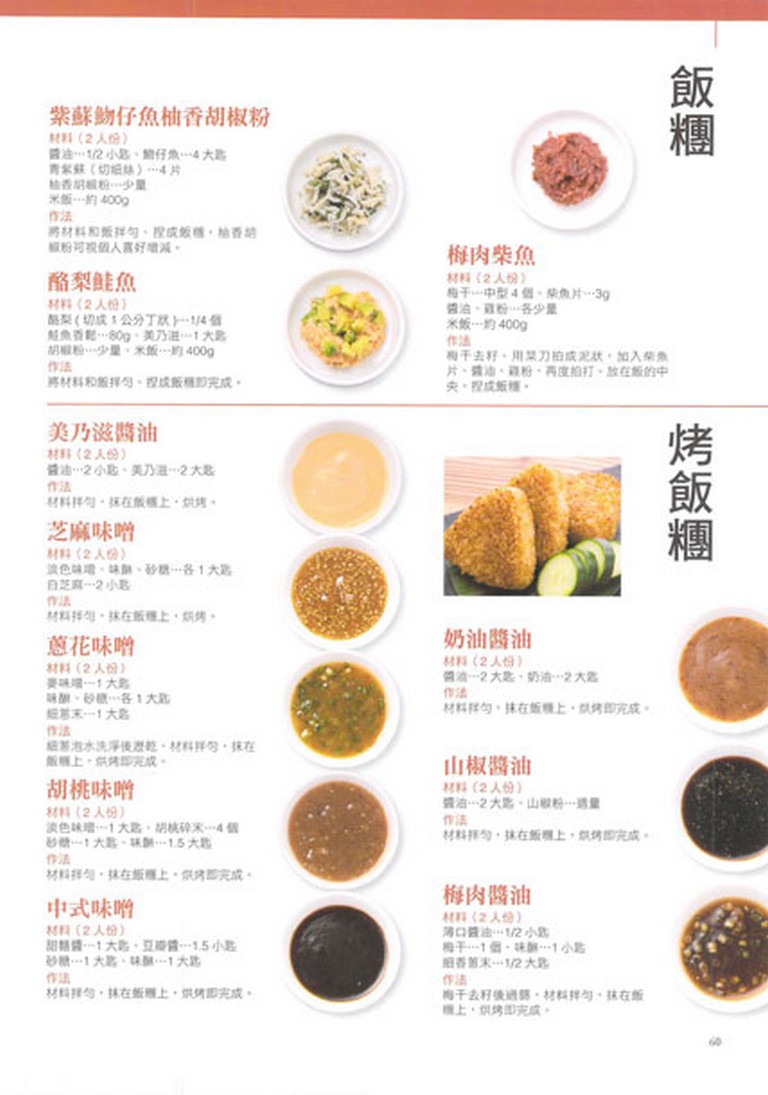 飯糰
紫蘇魩仔魚柚香胡椒粉
材料（2人份）
醬油…1/2 小匙、魩仔魚…4 大匙
青紫蘇（切細絲）…4 片
柚香胡椒粉…少量
米飯…約 400g
作法
將材料和飯拌勻、捏成飯糰，柚香胡
椒粉可視個人喜好增減。
酪梨鮭魚
材料（2人份）
酪梨（切成 1 公分丁狀）…1/4 個
鮭魚香鬆…80g、美乃滋…1 大匙
胡椒粉…少量、米飯…約 400g
作法
將材料和飯拌勻、捏成飯糰即完成。
梅肉柴魚
材料（2人份）
梅干…中型 4 個、柴魚片…3g
醬油、雞粉…各少量
米飯…約 400g
作法
梅干去籽、用菜刀拍成泥狀，加入柴魚
片、醬油、雞粉，再度拍打，放在飯的中
央，捏成飯糰。
烤飯糰
美乃滋醬油
材料（2人份）
醬油…2 小匙、美乃滋…2 大匙
作法
材料拌勻，抹在飯糰上，烘烤。
芝麻味噌
材料（2人份）
淡色味噌、味醂、砂糖…各 1 大匙
白芝麻…2 小匙
作法
材料拌勻，抹在飯糰上，烘烤。
蔥花味噌
材料（2人份）
麥味噌…1 大匙
味醂、砂糖…各 1 大匙
細蔥末…1 大匙
作法
細蔥泡水洗淨後瀝乾，材料拌勻，抹在
飯糰上，烘烤即完成。
胡桃味噌
材料（2人份）
淡色味噌…1 大匙、胡桃碎末…4 個
砂糖…1 大匙、味醂…1.5 大匙
作法
材料拌勻，抹在飯糰上，烘烤即完成。
中式味噌
材料（2人份）
甜麵醬…1 大匙、豆瓣醬…1.5 小匙
砂糖…1 大匙、味醂…1 大匙
作法
材料拌勻，抹在飯糰上，烘烤即完成。
奶油醬油
材料（2人份）
醬油…2 大匙、奶油…2 大匙
作法
材料拌勻，抹在飯糰上，烘烤即完成。
山椒醬油
材料（2人份）
醬油…2 大匙、山椒粉…適量
作法
材料拌勻，抹在飯糰上，烘烤即完成。
梅肉醬油
材料（2人份）
薄口醬油…1/2 小匙
梅干…1 個、味醂…1 小匙
細香蔥末…1/2 大匙
作法
梅干去籽後過篩，材料拌勻，抹在飯
糰上，烘烤即完成。
60